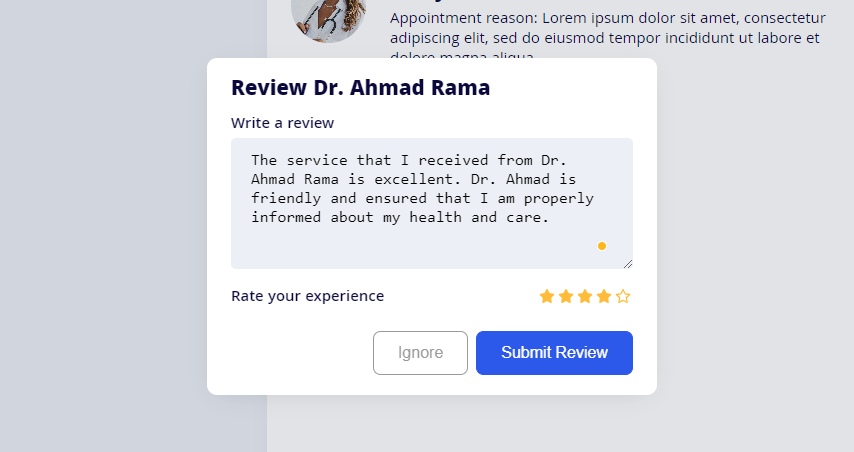 Appointment reason: Lorem ipsum dolor sit amet, consectetur
adipiscing elit, sed do eiusmod tempor incididunt ut labore et
dolore magna aliqua
Review Dr. Ahmad Rama
Write a review
The service that I received from Dr.
Ahmad Rama is excellent. Dr. Ahmad is
friendly and ensured that I am properly
informed about my health and care.
Rate your experience
Ignore
Submit Review